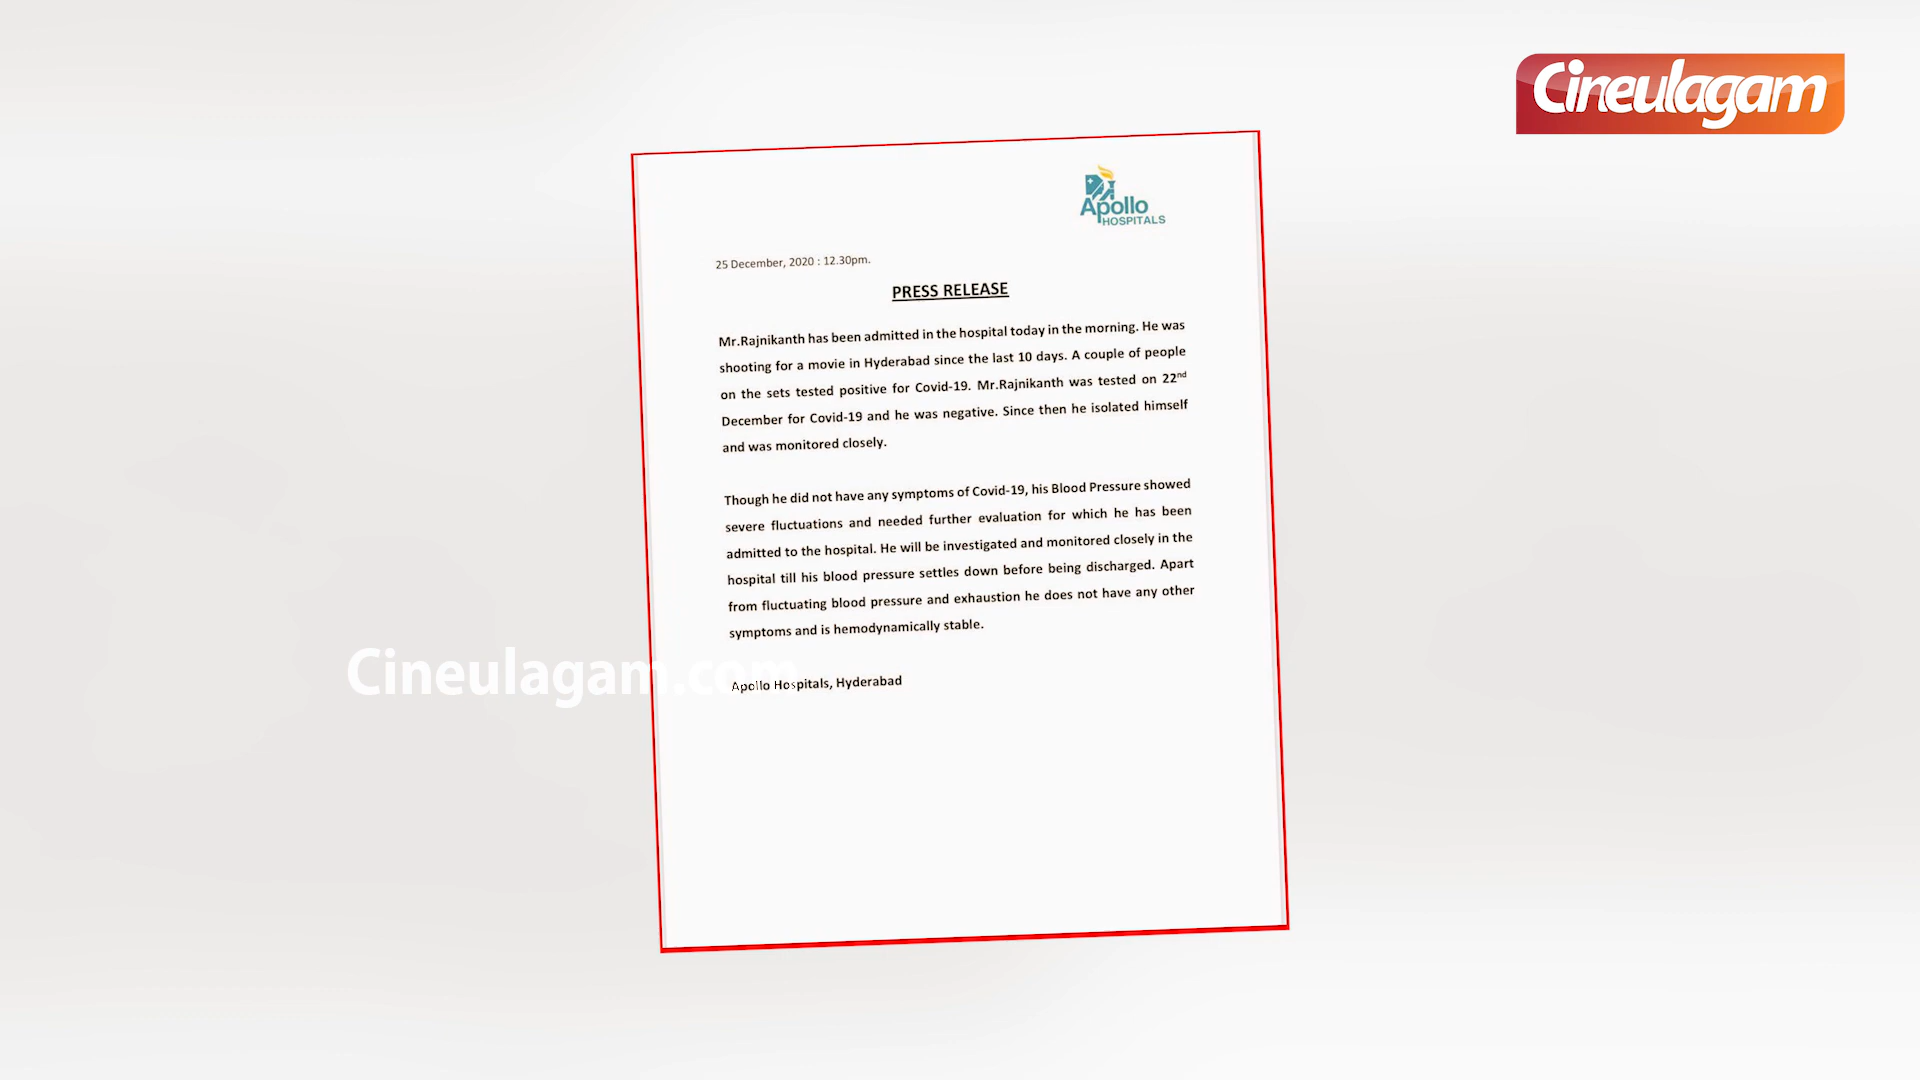 Cineulagam
Apollo
HOSPITALS
25 December, 2020 : 12.30pm.
PRESS RELEASE
Mr.Rajnikanth has been admitted in the hospital today in the morning. He was
shooting for a movie in Hyderabad since the last 10 days. A couple of people
on the sets tested positive for Covid-19. Mr.Rajnikanth was tested on 22nd
December for Covid-19 and he was negative. Since then he isolated himself
and was monitored closely.
Though he did not have any symptoms of Covid-19, his Blood Pressure showed
severe fluctuations and needed further evaluation for which he has been
admitted to the hospital. He will be investigated and monitored closely in the
hospital till his blood pressure settles down before being discharged. Apart
from fluctuating blood pressure and exhaustion he does not have any other
symptoms and is hemodynamically stable.
Cineulagam.com
Apollo Hospitals, Hyderabad